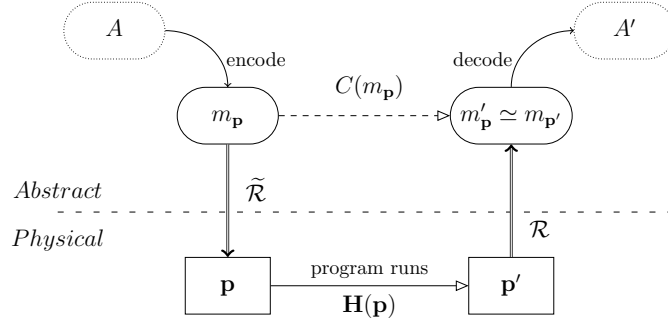 A A′
encode decode
C(m_𝐩)
m_𝐩 m′_𝐩 ≃ m_𝐩′
Abstract
ℛ̃ ℛ
Physical
program runs
𝐩 𝐩′
𝐇(𝐩)